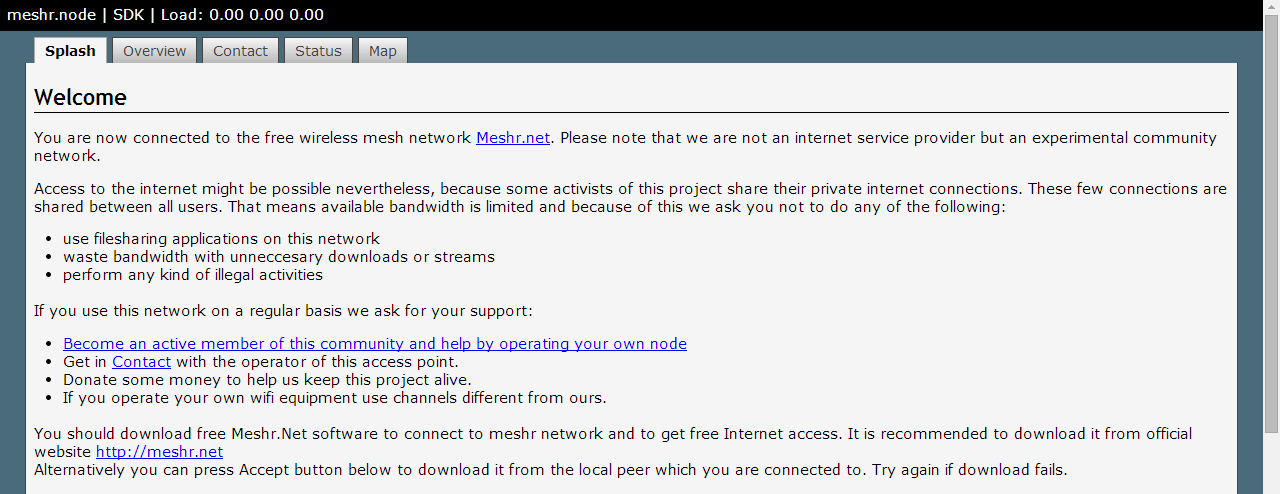 meshr.node | SDK | Load: 0.00 0.00 0.00
Splash Overview Contact Status Map
Welcome
You are now connected to the free wireless mesh network Meshr.net. Please note that we are not an internet service provider but an experimental community
network.
Access to the internet might be possible nevertheless, because some activists of this project share their private internet connections. These few connections are
shared between all users. That means available bandwidth is limited and because of this we ask you not to do any of the following:
• use filesharing applications on this network
• waste bandwidth with unneccesary downloads or streams
• perform any kind of illegal activities
If you use this network on a regular basis we ask for your support:
• Become an active member of this community and help by operating your own node
• Get in Contact with the operator of this access point.
• Donate some money to help us keep this project alive.
• If you operate your own wifi equipment use channels different from ours.
You should download free Meshr.Net software to connect to meshr network and to get free Internet access. It is recommended to download it from official
website http://meshr.net
Alternatively you can press Accept button below to download it from the local peer which you are connected to. Try again if download fails.